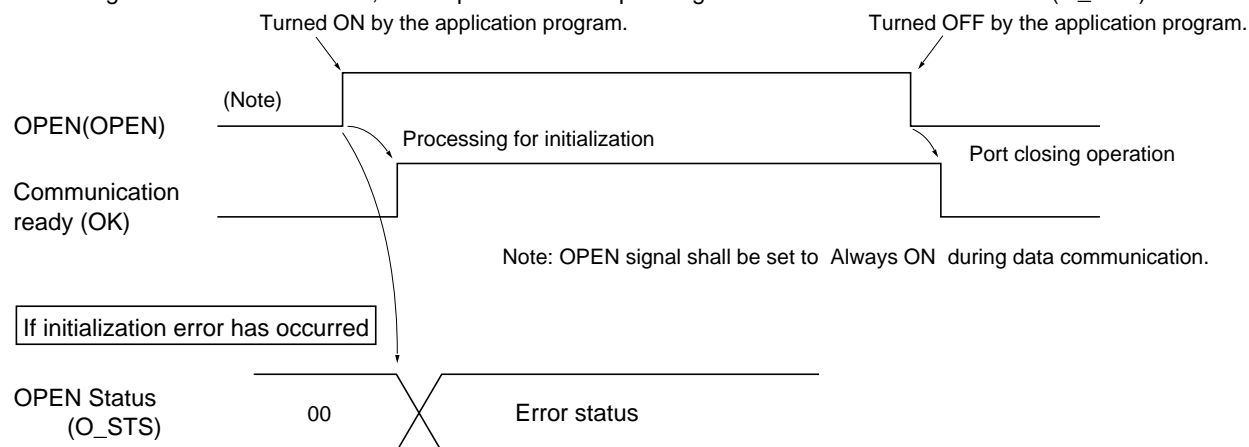 Turned ON by the application program.
Turned OFF by the application program.
(Note)
OPEN(OPEN)
Processing for initialization
Port closing operation
Communication
ready (OK)
Note: OPEN signal shall be set to Always ON during data communication.
If initialization error has occurred
OPEN Status
(O_STS)
00
Error status